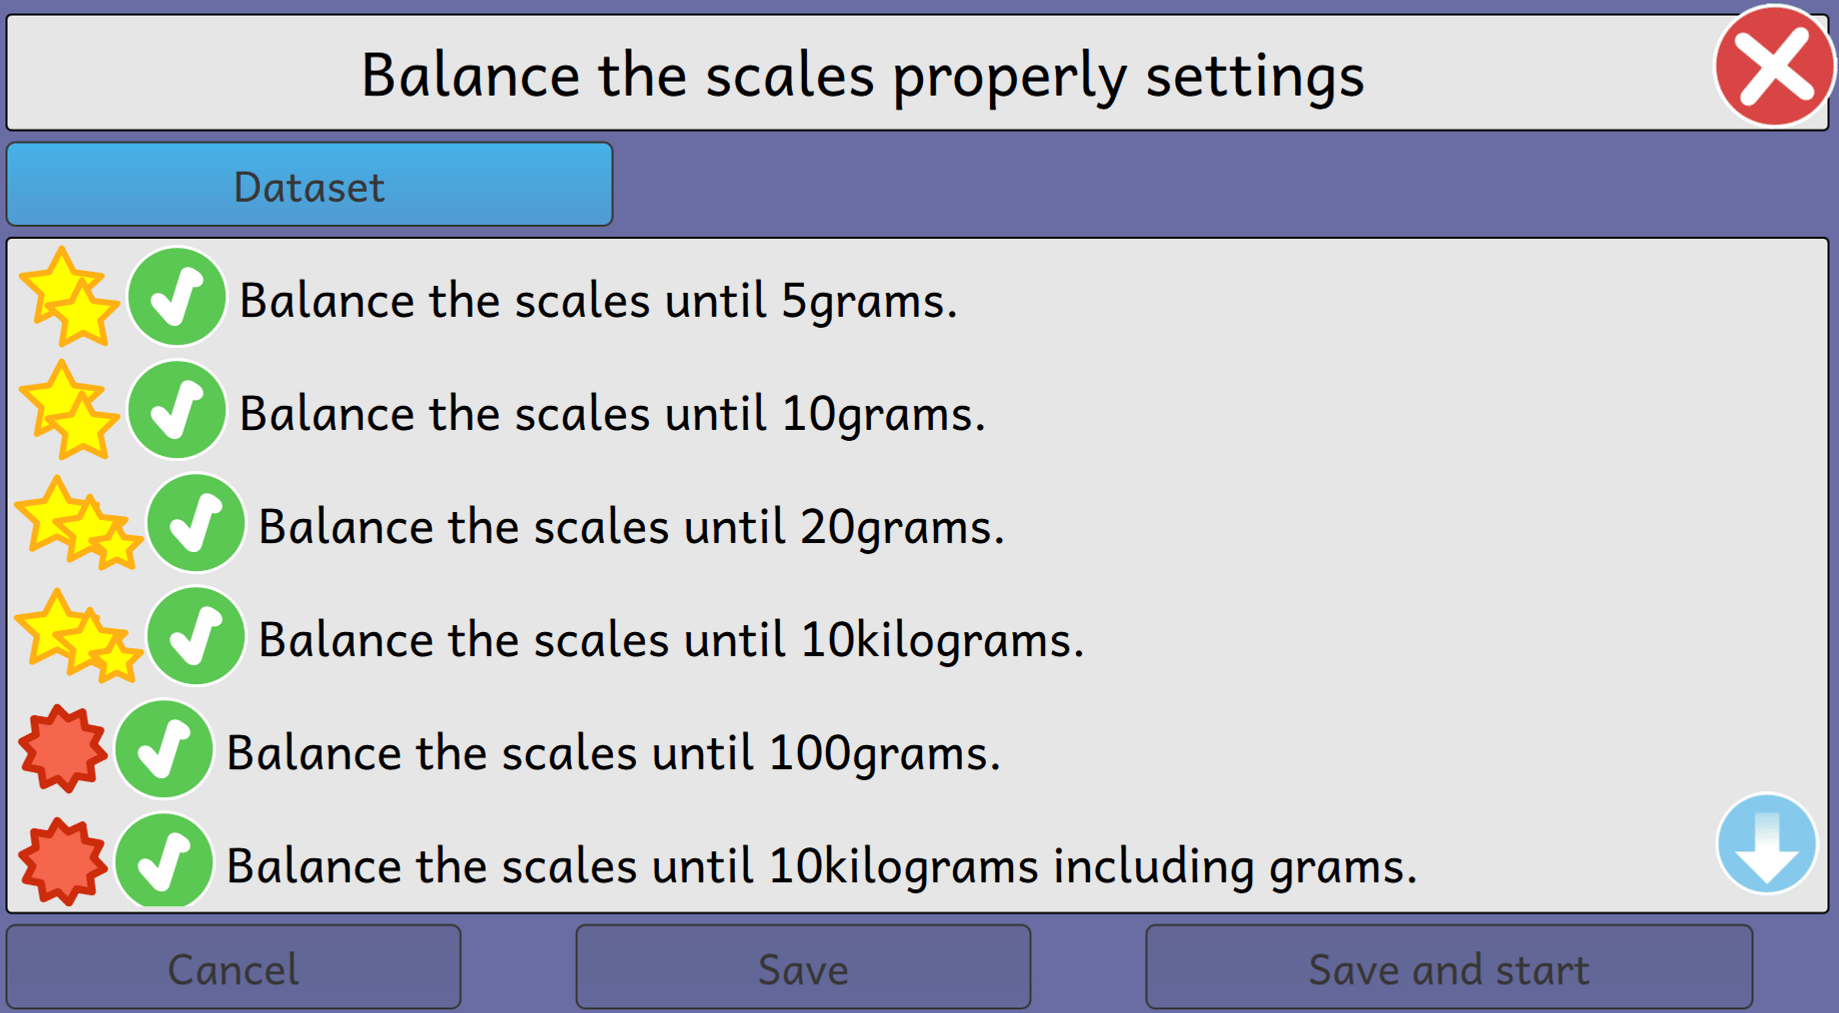 Balance the scales properly settings
Dataset
Balance the scales until 5grams.
Balance the scales until 10grams.
Balance the scales until 20grams.
Balance the scales until 10kilograms.
Balance the scales until 100grams.
Balance the scales until 10kilograms including grams.
Cancel
Save
Save and start